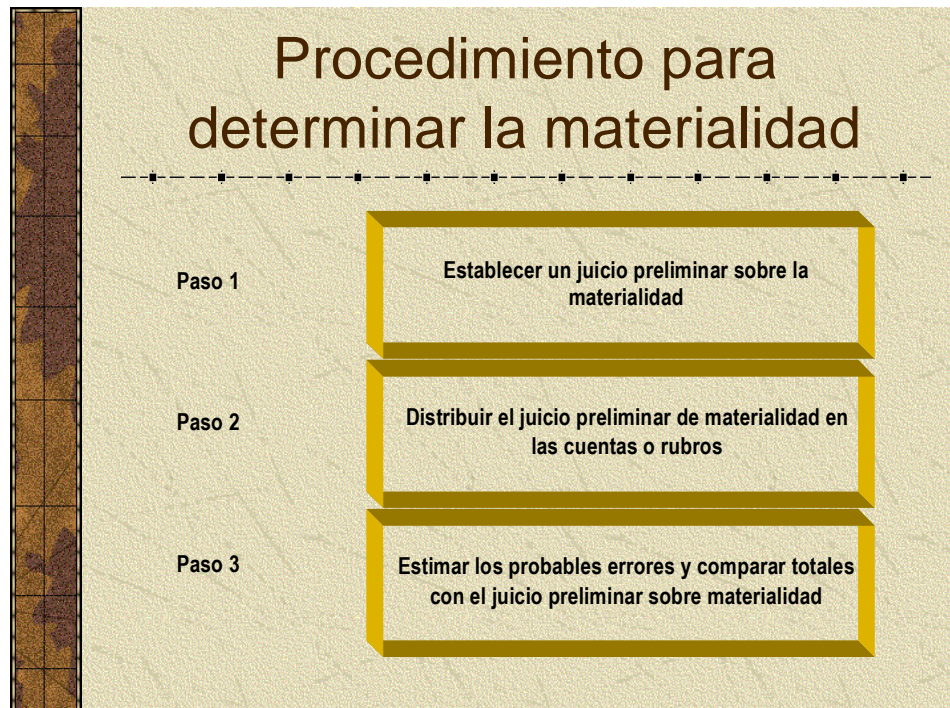 Procedimiento para
determinar la materialidad
Paso 1
Establecer un juicio preliminar sobre la
materialidad
Paso 2
Distribuir el juicio preliminar de materialidad en
las cuentas o rubros
Paso 3
Estimar los probables errores y comparar totales
con el juicio preliminar sobre materialidad